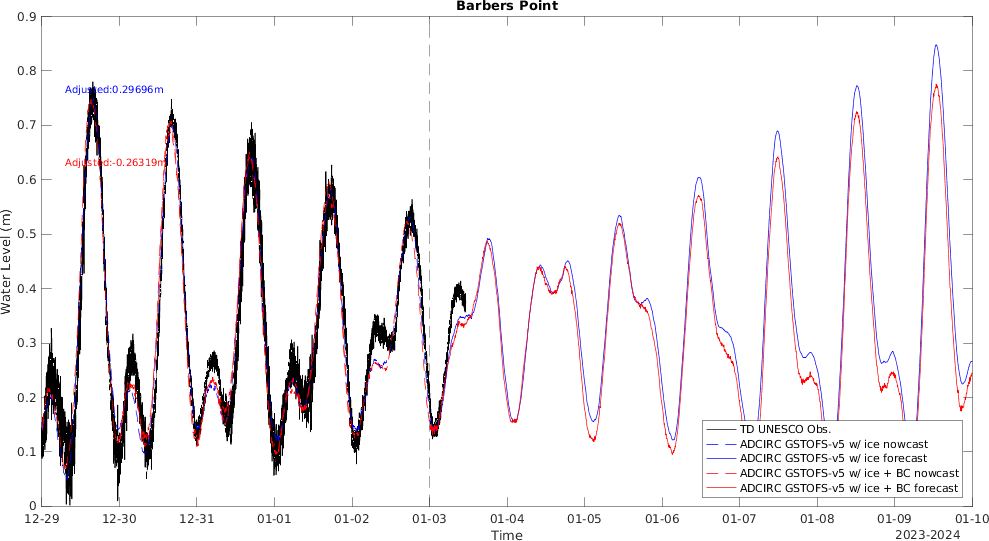 Barbers Point
0.9
0.8
0.7
0.6
0.5
0.4
0.3
0.2
0.1
0
Water Level (m)
Adjusted:0.29696m
Adjusted:-0.26319m
TD UNESCO Obs.
ADCIRC GSTOFS-v5 w/ ice nowcast
ADCIRC GSTOFS-v5 w/ ice forecast
ADCIRC GSTOFS-v5 w/ ice + BC nowcast
ADCIRC GSTOFS-v5 w/ ice + BC forecast
12-29 12-30 12-31 01-01 01-02 01-03 01-04 01-05 01-06 01-07 01-08 01-09 01-10
Time
2023-2024